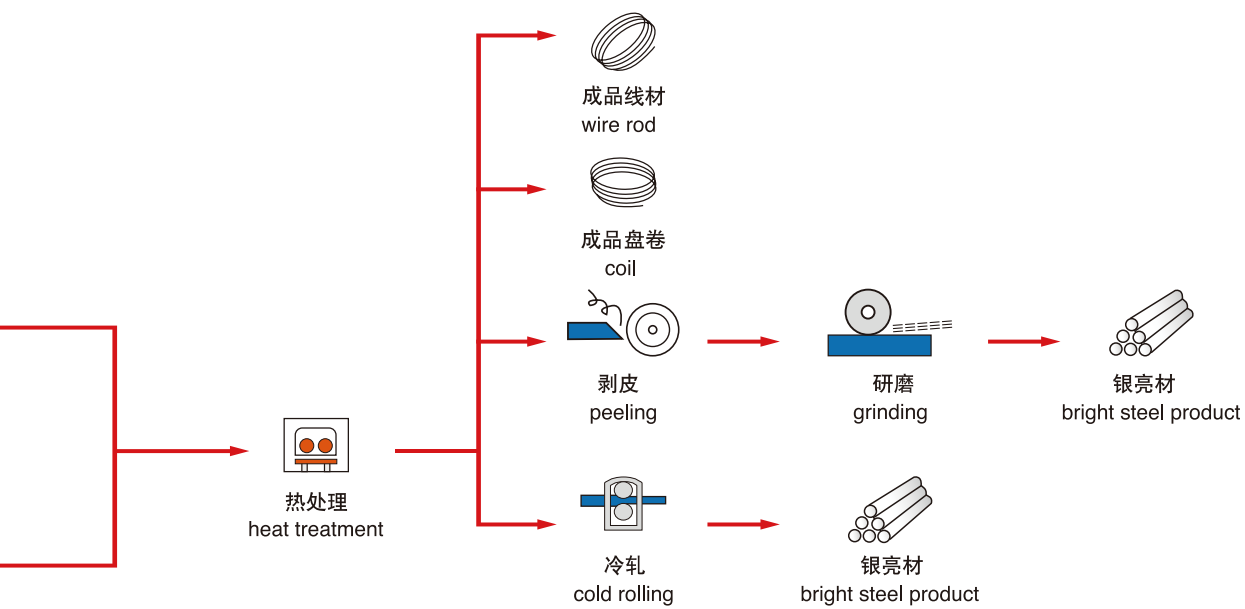 成品线材
wire rod
成品盘卷
coil
剥皮
peeling
研磨
grinding
银亮材
bright steel product
热处理
heat treatment
冷轧
cold rolling
银亮材
bright steel product